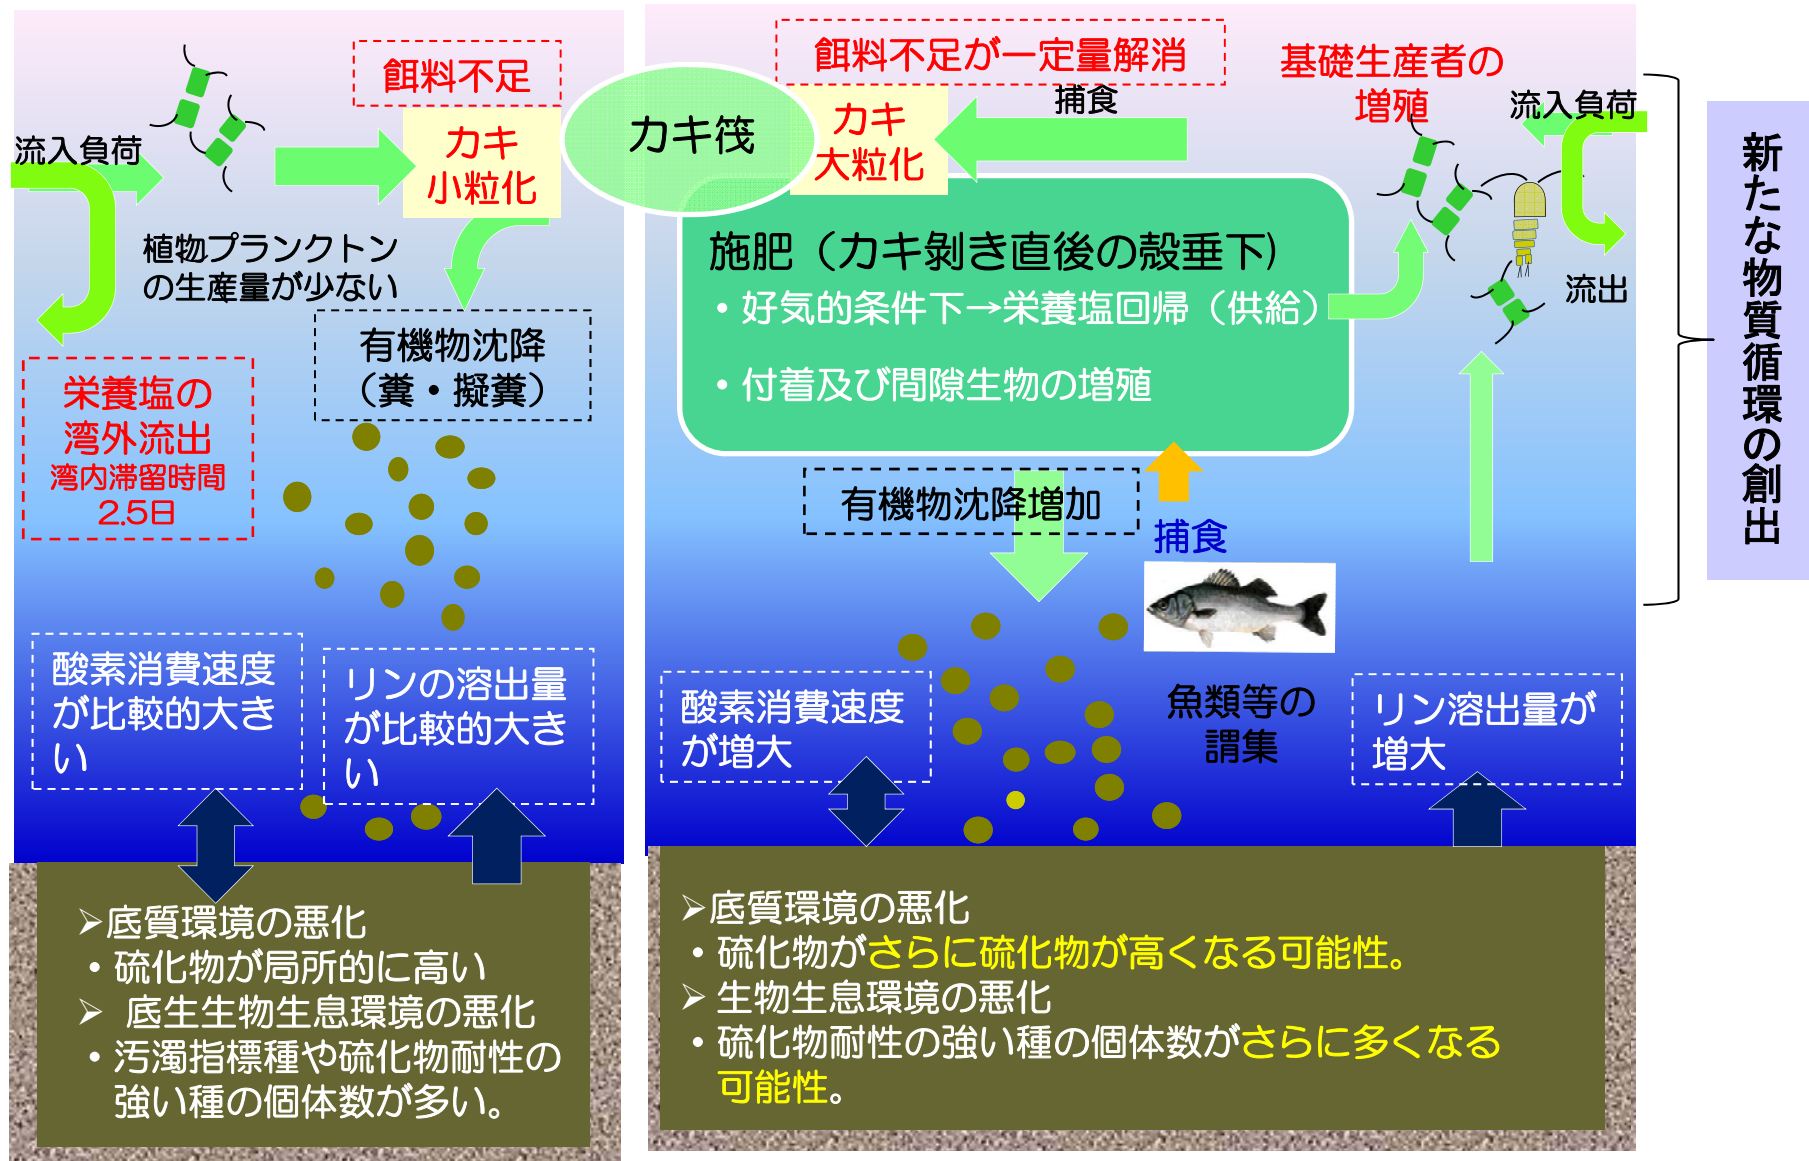 餌料不足
カキ
小粒化
流入負荷
植物プランクトン
の生産量が少ない
有機物沈降
（糞・擬糞）
栄養塩の
湾外流出
湾内滞留時間
2.5日
酸素消費速度
が比較的大き
い
リンの溶出量
が比較的大き
い
➢底質環境の悪化
・硫化物が局所的に高い
➢ 底生生物生息環境の悪化
・汚濁指標種や硫化物耐性の
強い種の個体数が多い。
カキ筏
餌料不足が一定量解消
カキ
大粒化
捕食
基礎生産者の
増殖
流入負荷
流出
施肥（カキ剝き直後の殻垂下)
・好気的条件下→栄養塩回帰（供給）
・付着及び間隙生物の増殖
有機物沈降増加
捕食
魚類等の
謂集
酸素消費速度
が増大
リン溶出量が
増大
➢底質環境の悪化
・硫化物がさらに硫化物が高くなる可能性。
➢ 生物生息環境の悪化
・硫化物耐性の強い種の個体数がさらに多くなる
可能性。
新たな物質循環の創出